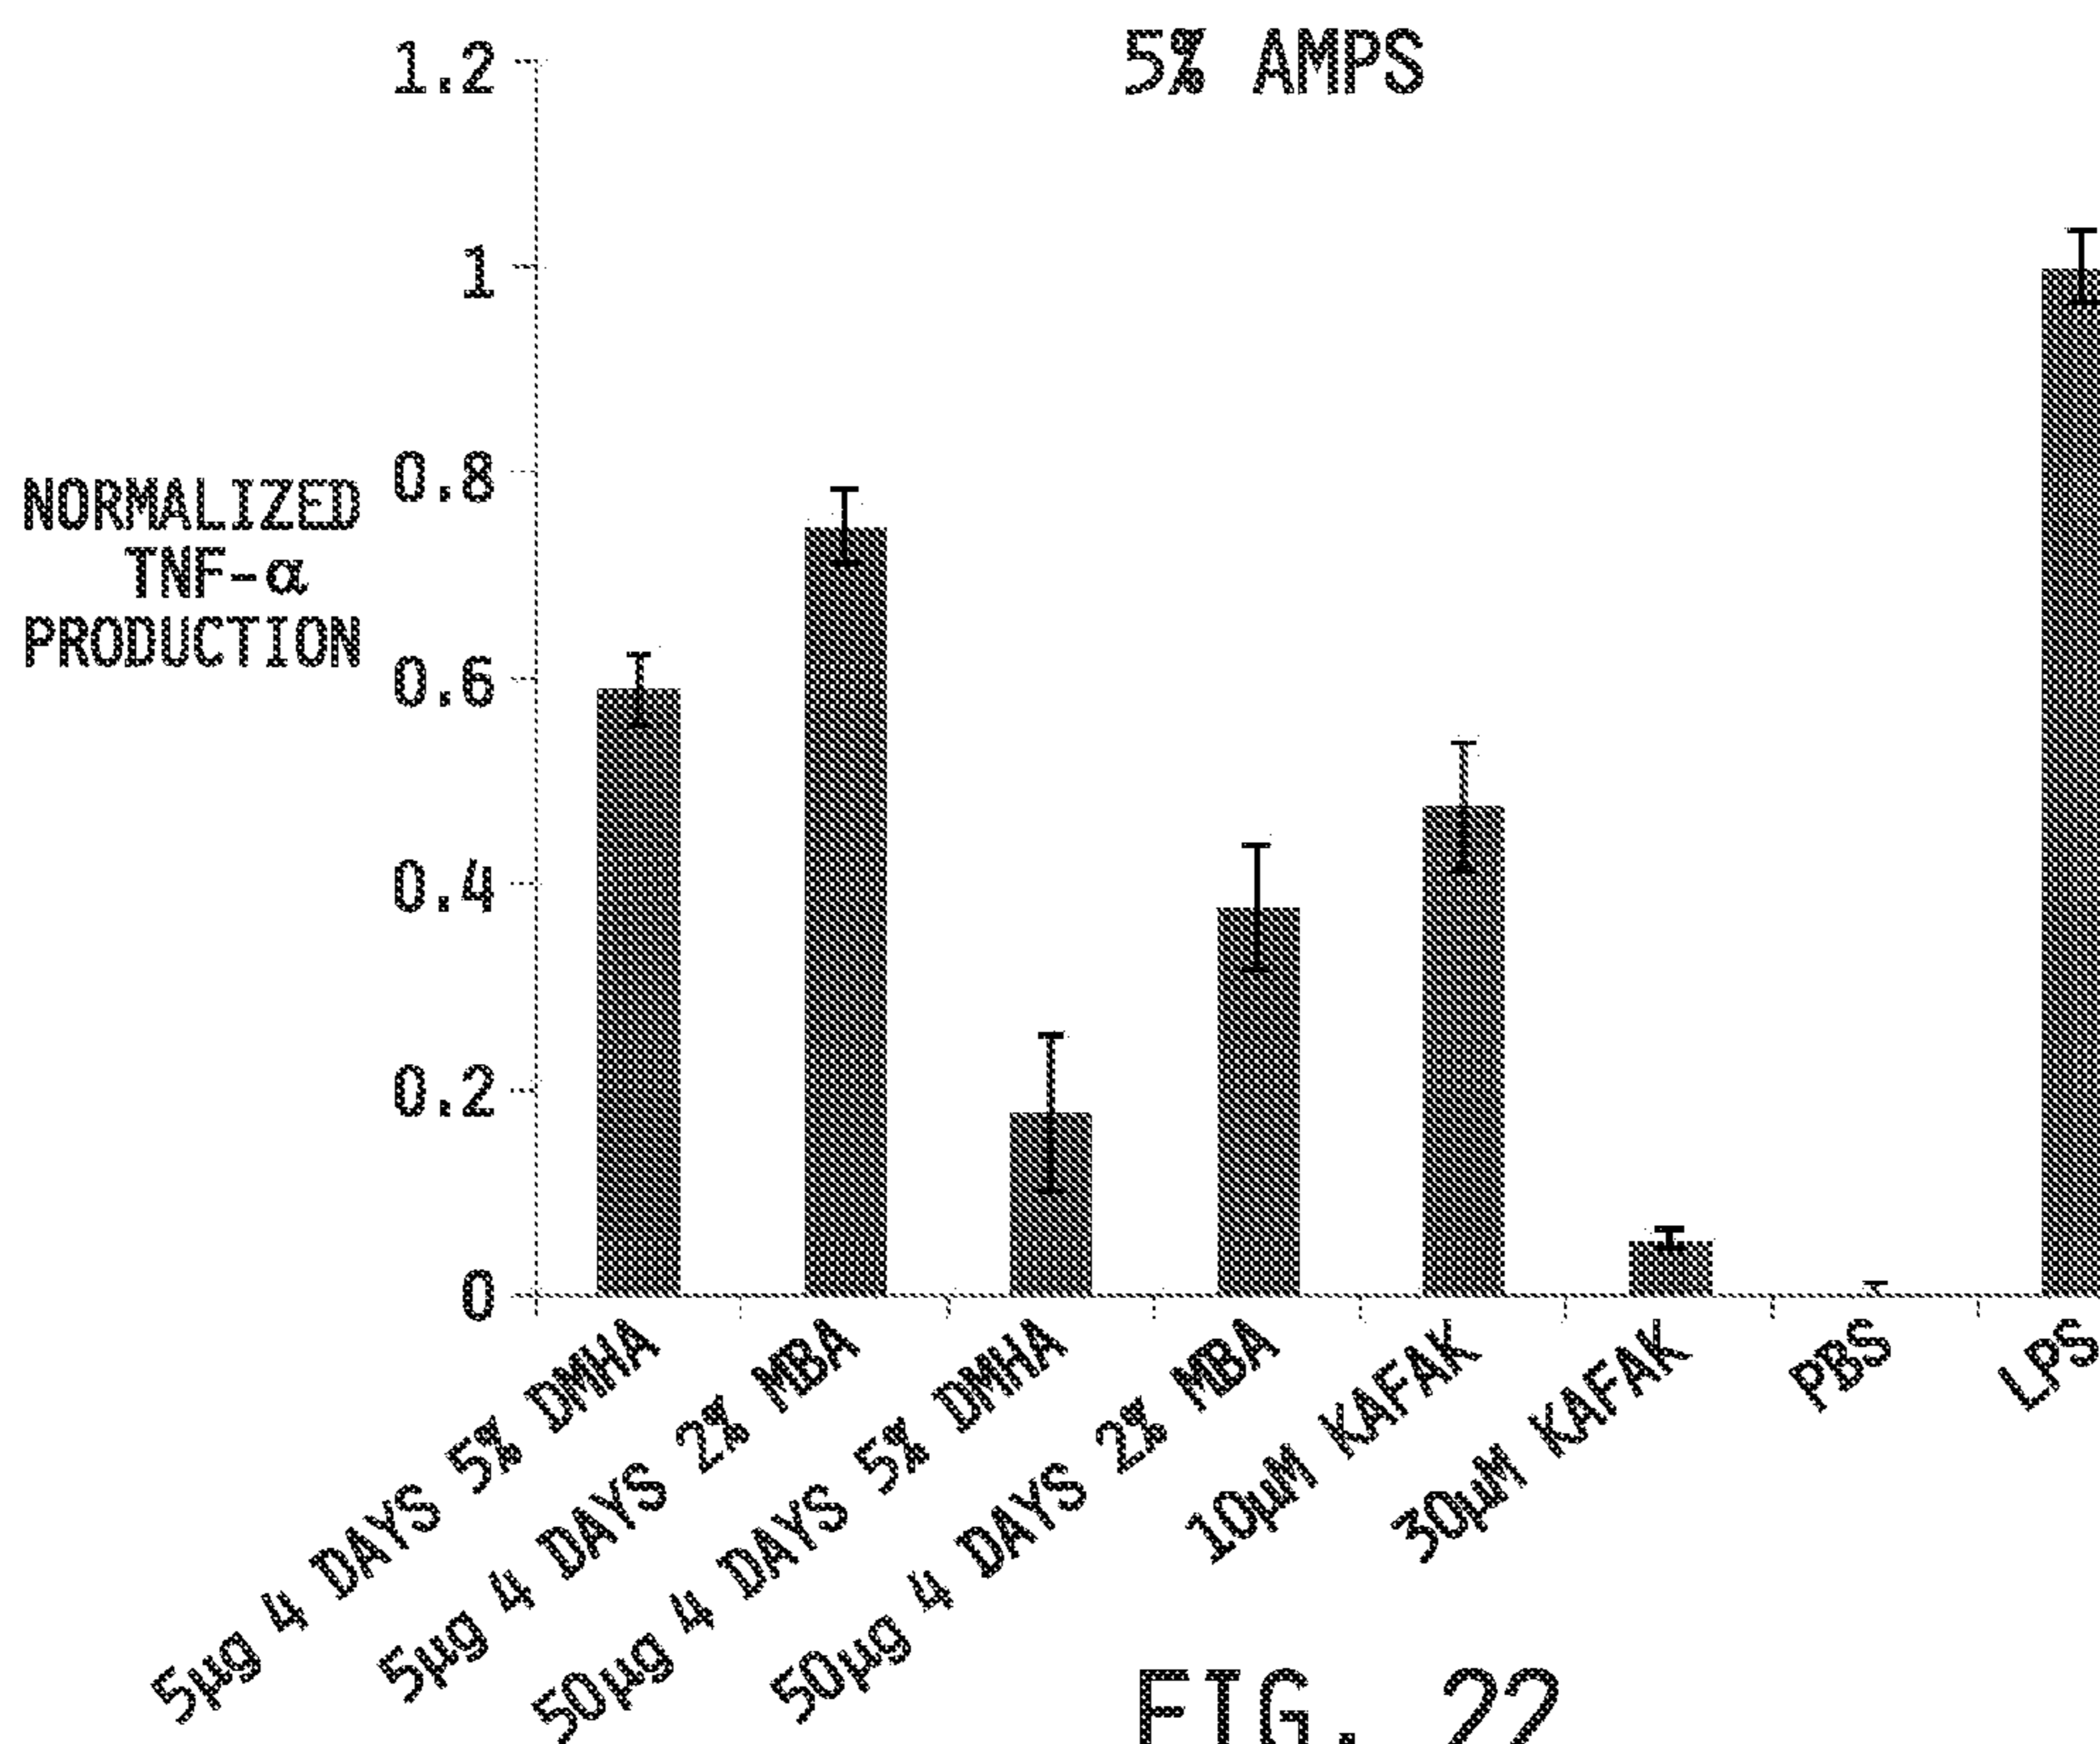 5% AMPS
1.2
1
0.8
0.6
0.4
0.2
0
NORMALIZED
TNF-α
PRODUCTION
5µg 4 DAYS 5% DMHA
5µg 4 DAYS 2% MBA
50µg 4 DAYS 5% DMHA
50µg 4 DAYS 2% MBA
10µM KAFAK
30µM KAFAK
PBS
LPS
FIG. 22